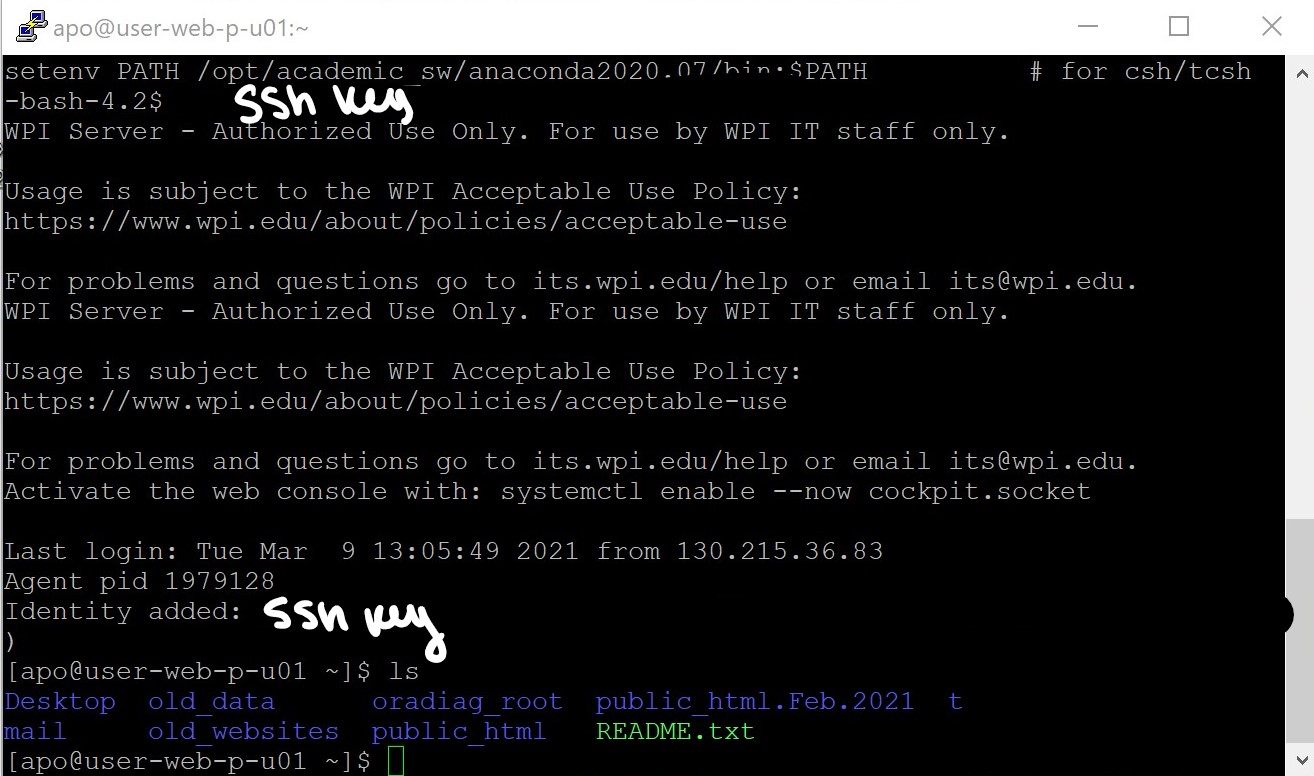 apo@user-web-p-u01:~
setenv PATH /opt/academic_sw/anaconda2020.07/bin:$PATH # for csh/tcsh
-bash-4.2$ ssh key
WPI Server - Authorized Use Only. For use by WPI IT staff only.
Usage is subject to the WPI Acceptable Use Policy:
https://www.wpi.edu/about/policies/acceptable-use
For problems and questions go to its.wpi.edu/help or email its@wpi.edu.
WPI Server - Authorized Use Only. For use by WPI IT staff only.
Usage is subject to the WPI Acceptable Use Policy:
https://www.wpi.edu/about/policies/acceptable-use
For problems and questions go to its.wpi.edu/help or email its@wpi.edu.
Activate the web console with: systemctl enable --now cockpit.socket
Last login: Tue Mar  9 13:05:49 2021 from 130.215.36.83
Agent pid 1979128
Identity added: ssh key
)
[apo@user-web-p-u01 ~]$ ls
Desktop old_data oradiag_root public_html.Feb.2021 t
mail old_websites public_html README.txt
[apo@user-web-p-u01 ~]$